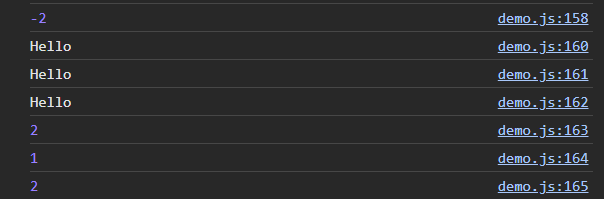 -2 demo.js:158
Hello demo.js:160
Hello demo.js:161
Hello demo.js:162
2 demo.js:163
1 demo.js:164
2 demo.js:165